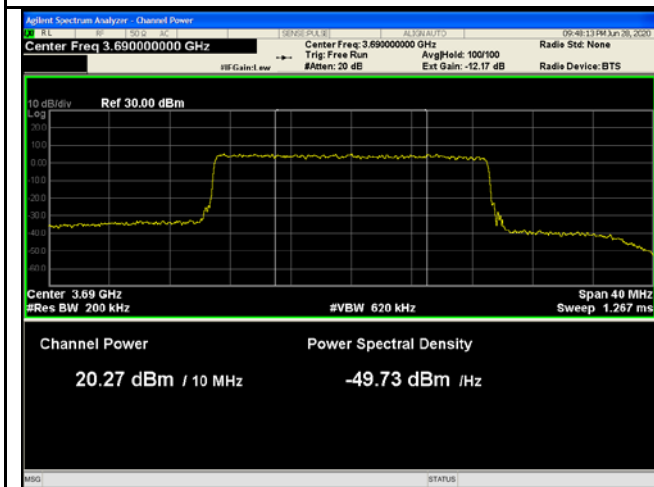 Agilent Spectrum Analyzer - Channel Power
RL RF 50 Ω AC SENSE:PULSE ALIGN AUTO 09:48:13 PM Jun 28, 2020
Center Freq 3.690000000 GHz Center Freq: 3.690000000 GHz Radio Std: None
Trig: Free Run Avg|Hold: 100/100
#IFGain:Low #Atten: 20 dB Ext Gain: -12.17 dB Radio Device: BTS
10 dB/div Ref 30.00 dBm
Log
20.0
10.0
0.00
-10.0
-20.0
-30.0
-40.0
-50.0
-60.0
Center 3.69 GHz Span 40 MHz
#Res BW 200 kHz #VBW 620 kHz Sweep 1.267 ms
Channel Power Power Spectral Density
20.27 dBm / 10 MHz -49.73 dBm /Hz
MSG STATUS